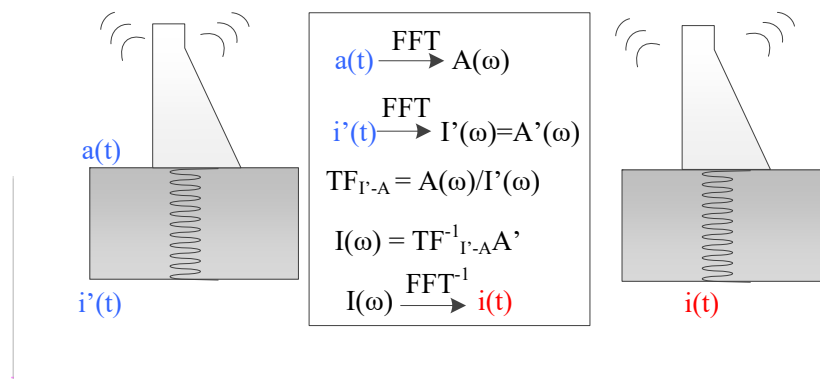 a(t)
i’(t)
a(t) FFT A(ω)
i’(t) FFT I’(ω)=A’(ω)
TF_I’-A = A(ω)/I’(ω)
I(ω) = TF^-1_I’-A A’
I(ω) FFT^-1 i(t)
i(t)